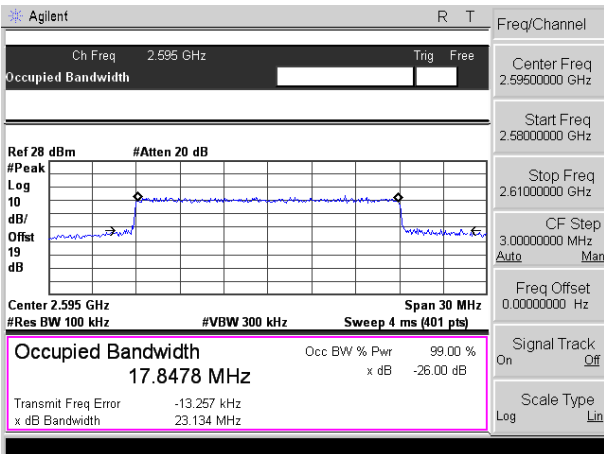 Agilent R T
Ch Freq 2.595 GHz Trig Free
Occupied Bandwidth
Ref 28 dBm #Atten 20 dB
#Peak
Log
10
dB/
Offst
19
dB
Center 2.595 GHz Span 30 MHz
#Res BW 100 kHz #VBW 300 kHz Sweep 4 ms (401 pts)
Occupied Bandwidth Occ BW % Pwr 99.00 %
17.8478 MHz x dB -26.00 dB
Transmit Freq Error -13.257 kHz
x dB Bandwidth 23.134 MHz
Freq/Channel
Center Freq
2.59500000 GHz
Start Freq
2.58000000 GHz
Stop Freq
2.61000000 GHz
CF Step
3.00000000 MHz
Auto Man
Freq Offset
0.00000000 Hz
Signal Track
On Off
Scale Type
Log Lin